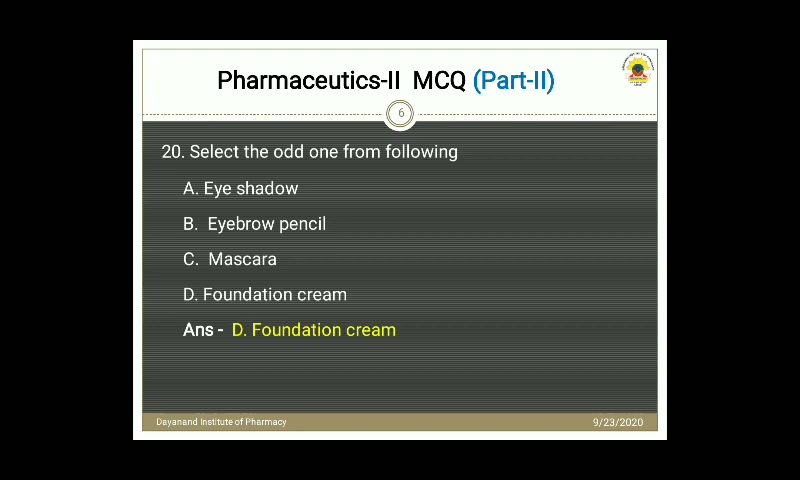 Pharmaceutics-II MCQ (Part-II)
6
20. Select the odd one from following
A. Eye shadow
B. Eyebrow pencil
C. Mascara
D. Foundation cream
Ans - D. Foundation cream
Dayanand Institute of Pharmacy
9/23/2020